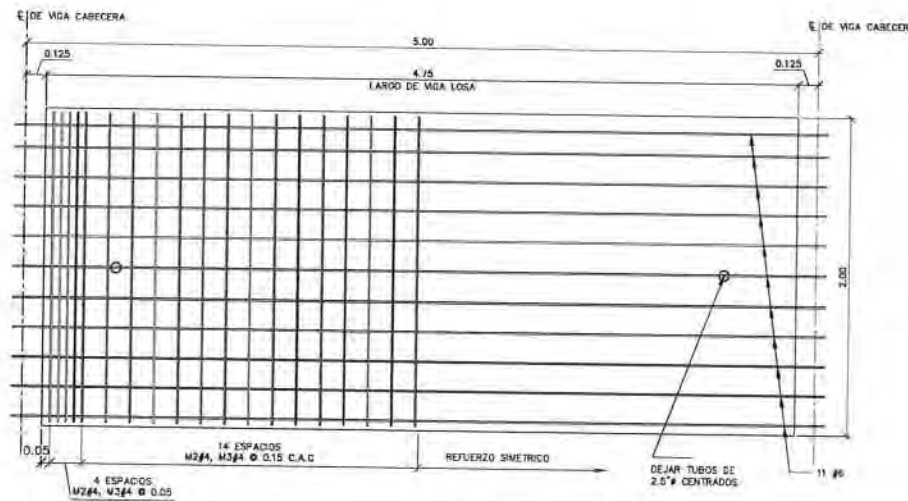 ℄ DE VIGA CABECERA
℄ DE VIGA CABECERA
5.00
0.125
0.125
4.75
LARGO DE VIGA LOSA
2.00
0.05
14 ESPACIOS
M2#4, M3#4 @ 0.15 C.A.C
REFUERZO SIMETRICO
4 ESPACIOS
M2#4, M3#4 @ 0.05
DEJAR TUBOS DE
2.5"ø CENTRADOS
11 #6